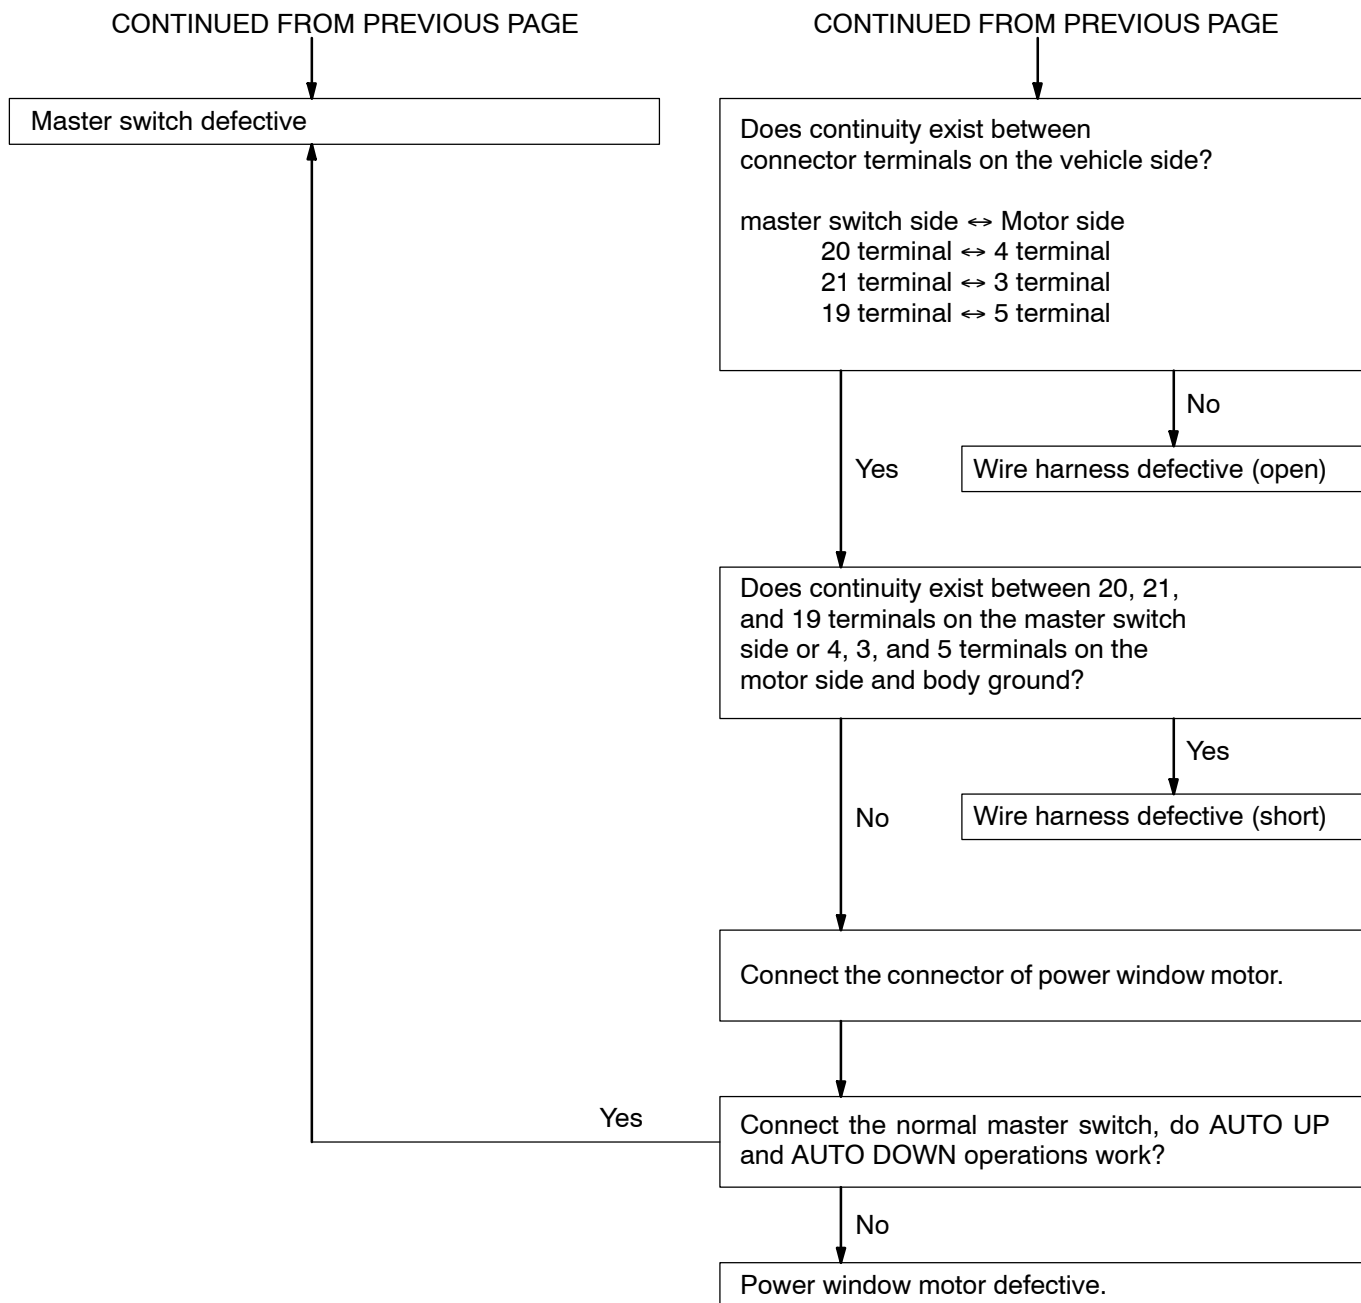 CONTINUED FROM PREVIOUS PAGE
Master switch defective
CONTINUED FROM PREVIOUS PAGE
Does continuity exist between
connector terminals on the vehicle side?
master switch side ↔ Motor side
20 terminal ↔ 4 terminal
21 terminal ↔ 3 terminal
19 terminal ↔ 5 terminal
No
Wire harness defective (open)
Yes
Does continuity exist between 20, 21,
and 19 terminals on the master switch
side or 4, 3, and 5 terminals on the
motor side and body ground?
Yes
Wire harness defective (short)
No
Connect the connector of power window motor.
Connect the normal master switch, do AUTO UP
and AUTO DOWN operations work?
Yes
No
Power window motor defective.